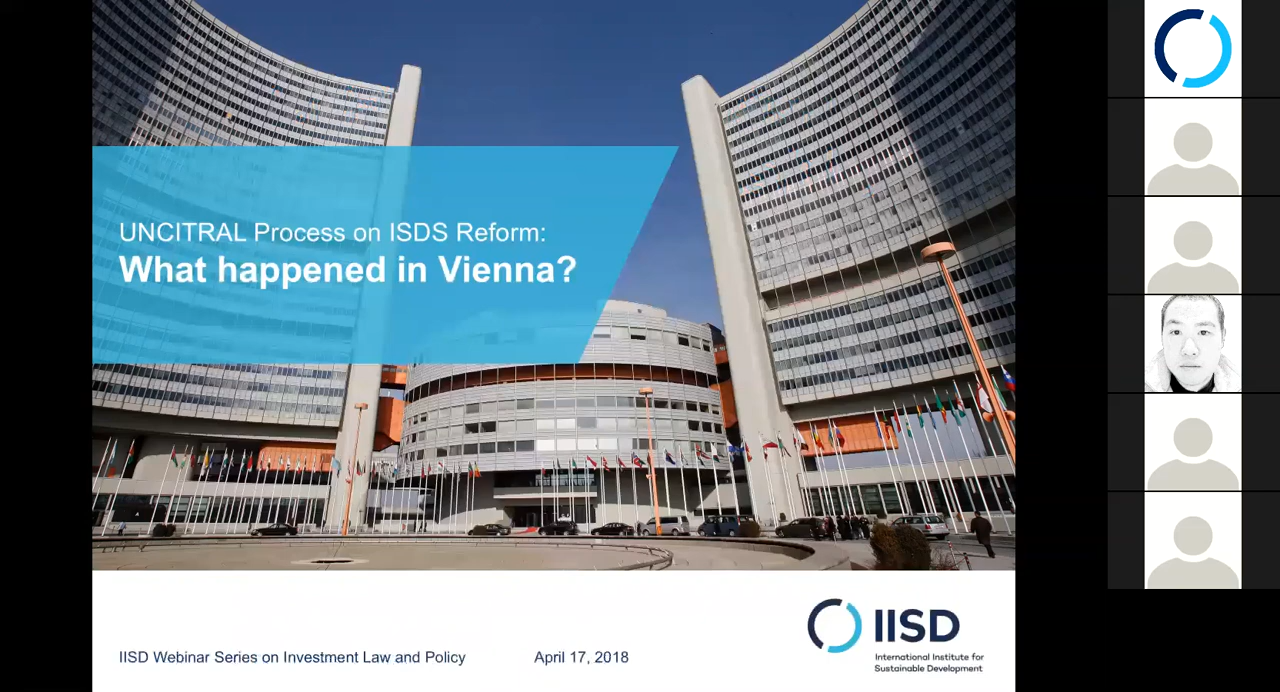 UNCITRAL Process on ISDS Reform:
What happened in Vienna?
IISD
International Institute for
Sustainable Development
IISD Webinar Series on Investment Law and Policy
April 17, 2018